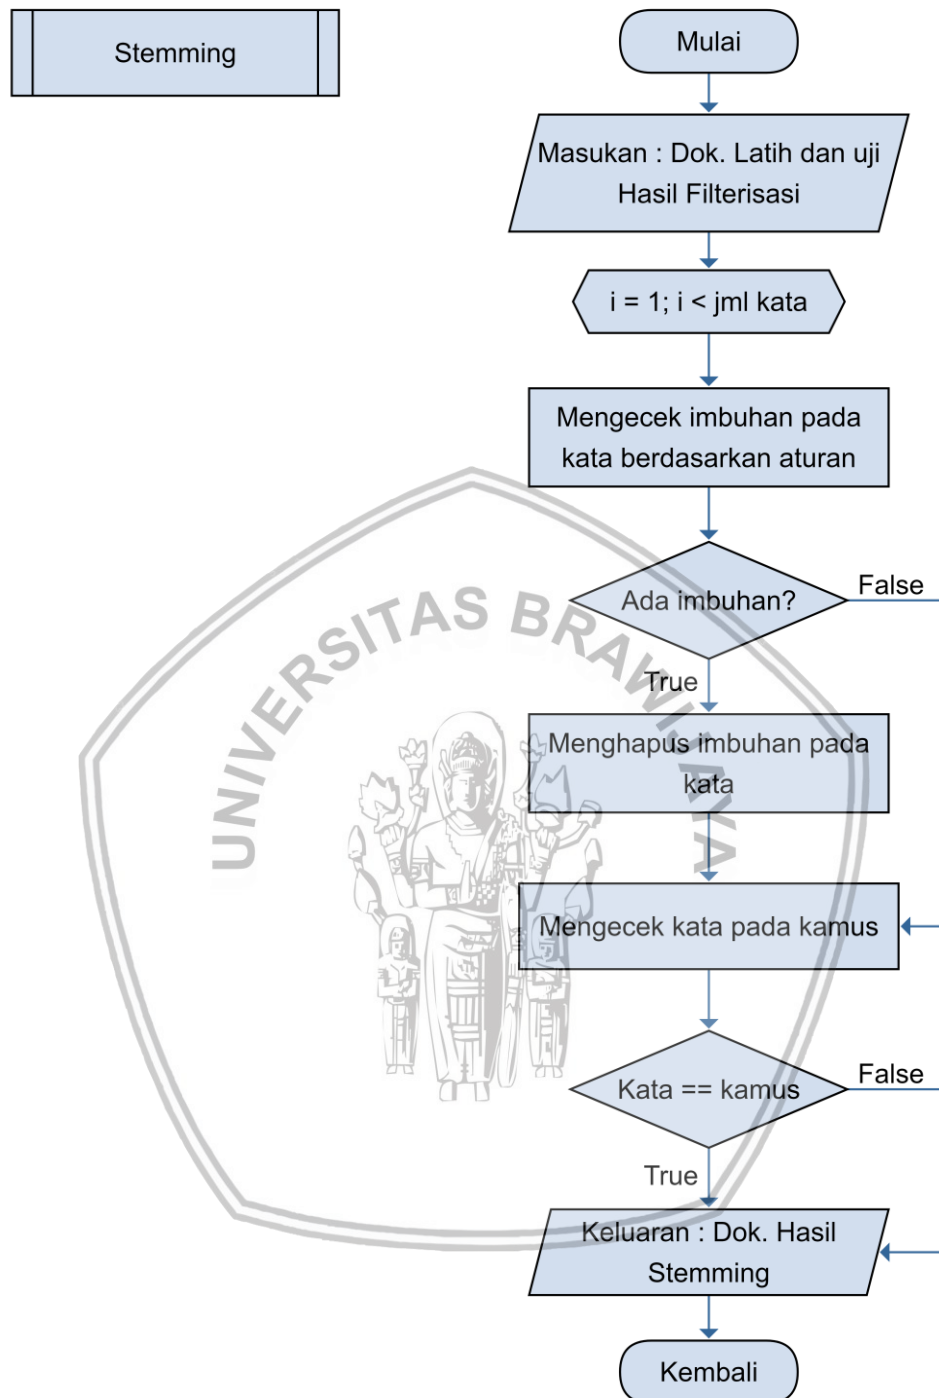 Stemming
Mulai
Masukan : Dok. Latih dan uji
Hasil Filterisasi
i = 1; i < jml kata
Mengecek imbuhan pada
kata berdasarkan aturan
Ada imbuhan?
False
True
Menghapus imbuhan pada
kata
Mengecek kata pada kamus
Kata == kamus
False
True
Keluaran : Dok. Hasil
Stemming
Kembali
UNIVERSITAS BRAWIJAYA